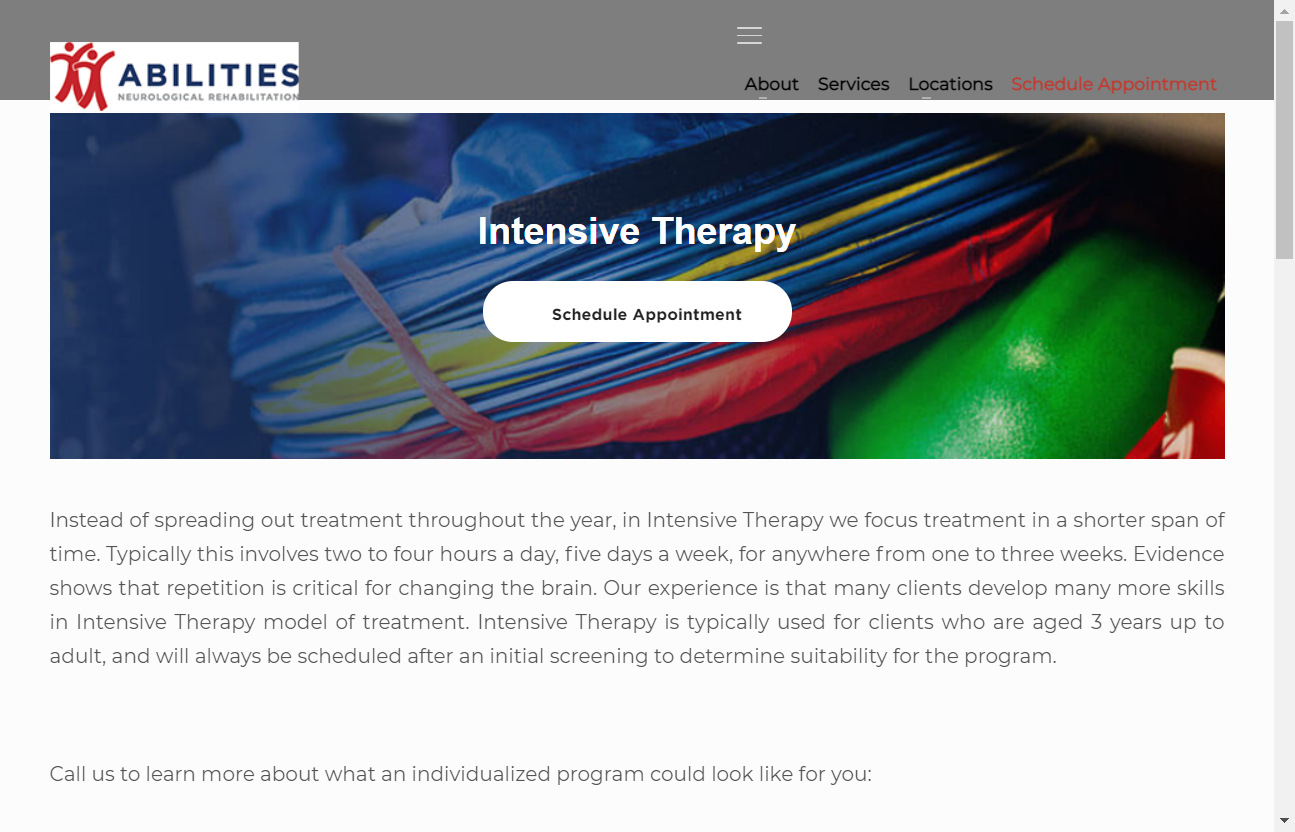 ABILITIES
NEUROLOGICAL REHABILITATION
About Services Locations Schedule Appointment
Intensive Therapy
Schedule Appointment
Instead of spreading out treatment throughout the year, in Intensive Therapy we focus treatment in a shorter span of
time. Typically this involves two to four hours a day, five days a week, for anywhere from one to three weeks. Evidence
shows that repetition is critical for changing the brain. Our experience is that many clients develop many more skills
in Intensive Therapy model of treatment. Intensive Therapy is typically used for clients who are aged 3 years up to
adult, and will always be scheduled after an initial screening to determine suitability for the program.
Call us to learn more about what an individualized program could look like for you: